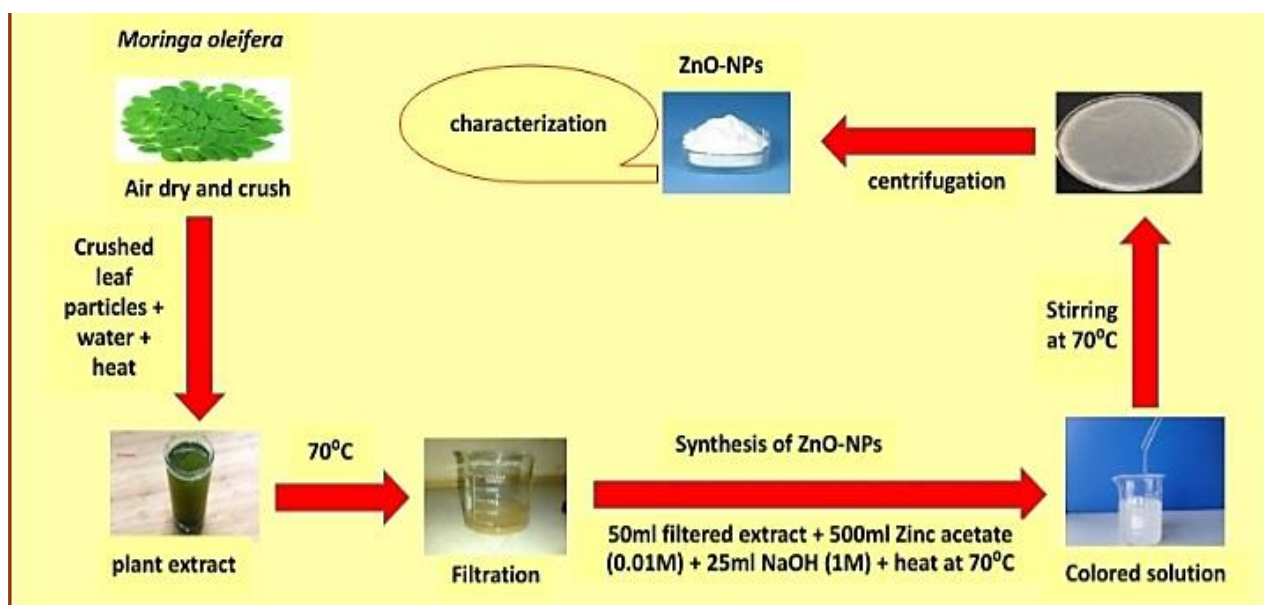 Moringa oleifera
Air dry and crush
Crushed
leaf
particles +
water +
heat
plant extract
70⁰C
Filtration
Synthesis of ZnO-NPs
50ml filtered extract + 500ml Zinc acetate
(0.01M) + 25ml NaOH (1M) + heat at 70⁰C
Colored solution
Stirring
at 70⁰C
centrifugation
ZnO-NPs
characterization